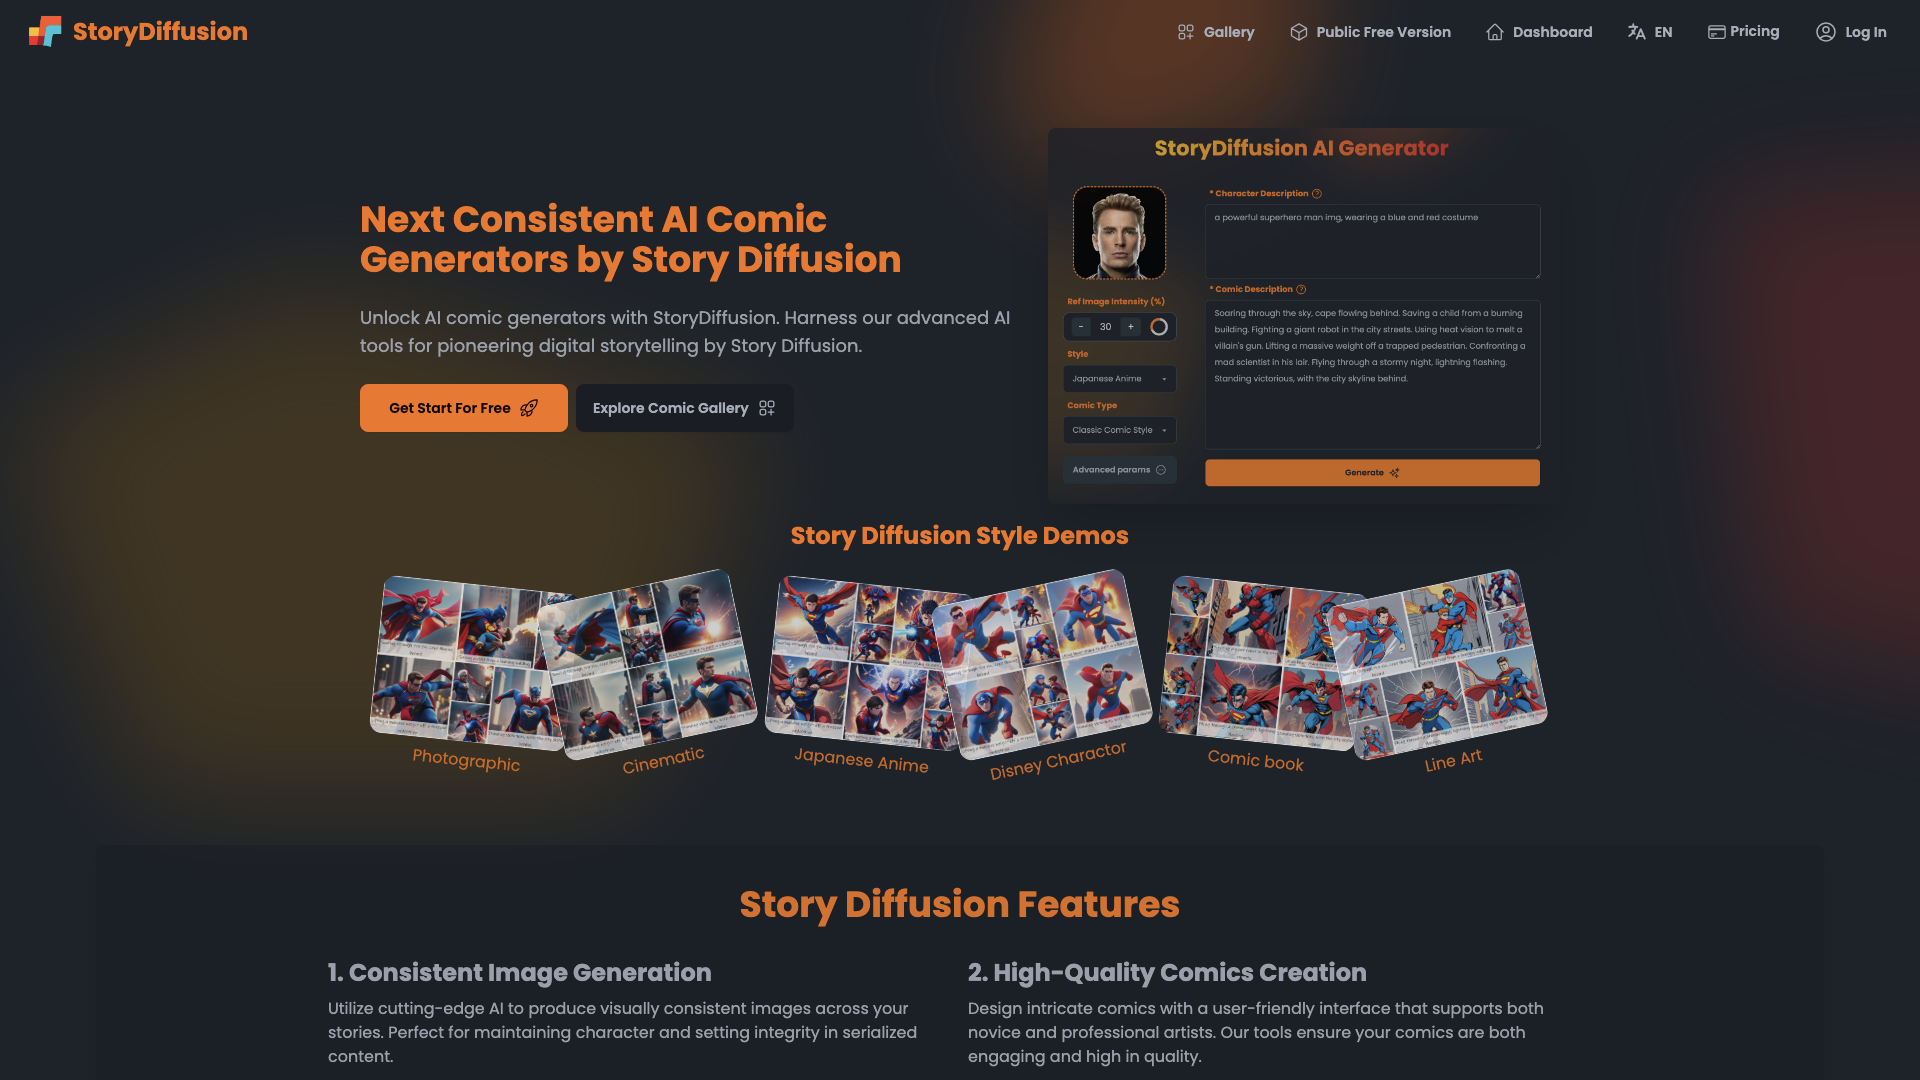 StoryDiffusion
Gallery
Public Free Version
Dashboard
EN
Pricing
Log In
Next Consistent AI Comic
Generators by Story Diffusion
Unlock AI comic generators with StoryDiffusion. Harness our advanced AI
tools for pioneering digital storytelling by Story Diffusion.
Get Start For Free
Explore Comic Gallery
StoryDiffusion AI Generator
Ref Image Intensity (%)
- 30 +
Style
Japanese Anime
Comic Type
Classic Comic Style
Advanced params
* Character Description
a powerful superhero man img, wearing a blue and red costume
* Comic Description
Soaring through the sky, cape flowing behind. Saving a child from a burning
building. Fighting a giant robot in the city streets. Using heat vision to melt a
villain's gun. Lifting a massive weight off a trapped pedestrian. Confronting a
mad scientist in his lair. Flying through a stormy night, lightning flashing.
Standing victorious, with the city skyline behind.
Generate
Story Diffusion Style Demos
Photographic
Cinematic
Japanese Anime
Disney Charactor
Comic book
Line Art
Story Diffusion Features
1. Consistent Image Generation
Utilize cutting-edge AI to produce visually consistent images across your
stories. Perfect for maintaining character and setting integrity in serialized
content.
2. High-Quality Comics Creation
Design intricate comics with a user-friendly interface that supports both
novice and professional artists. Our tools ensure your comics are both
engaging and high in quality.